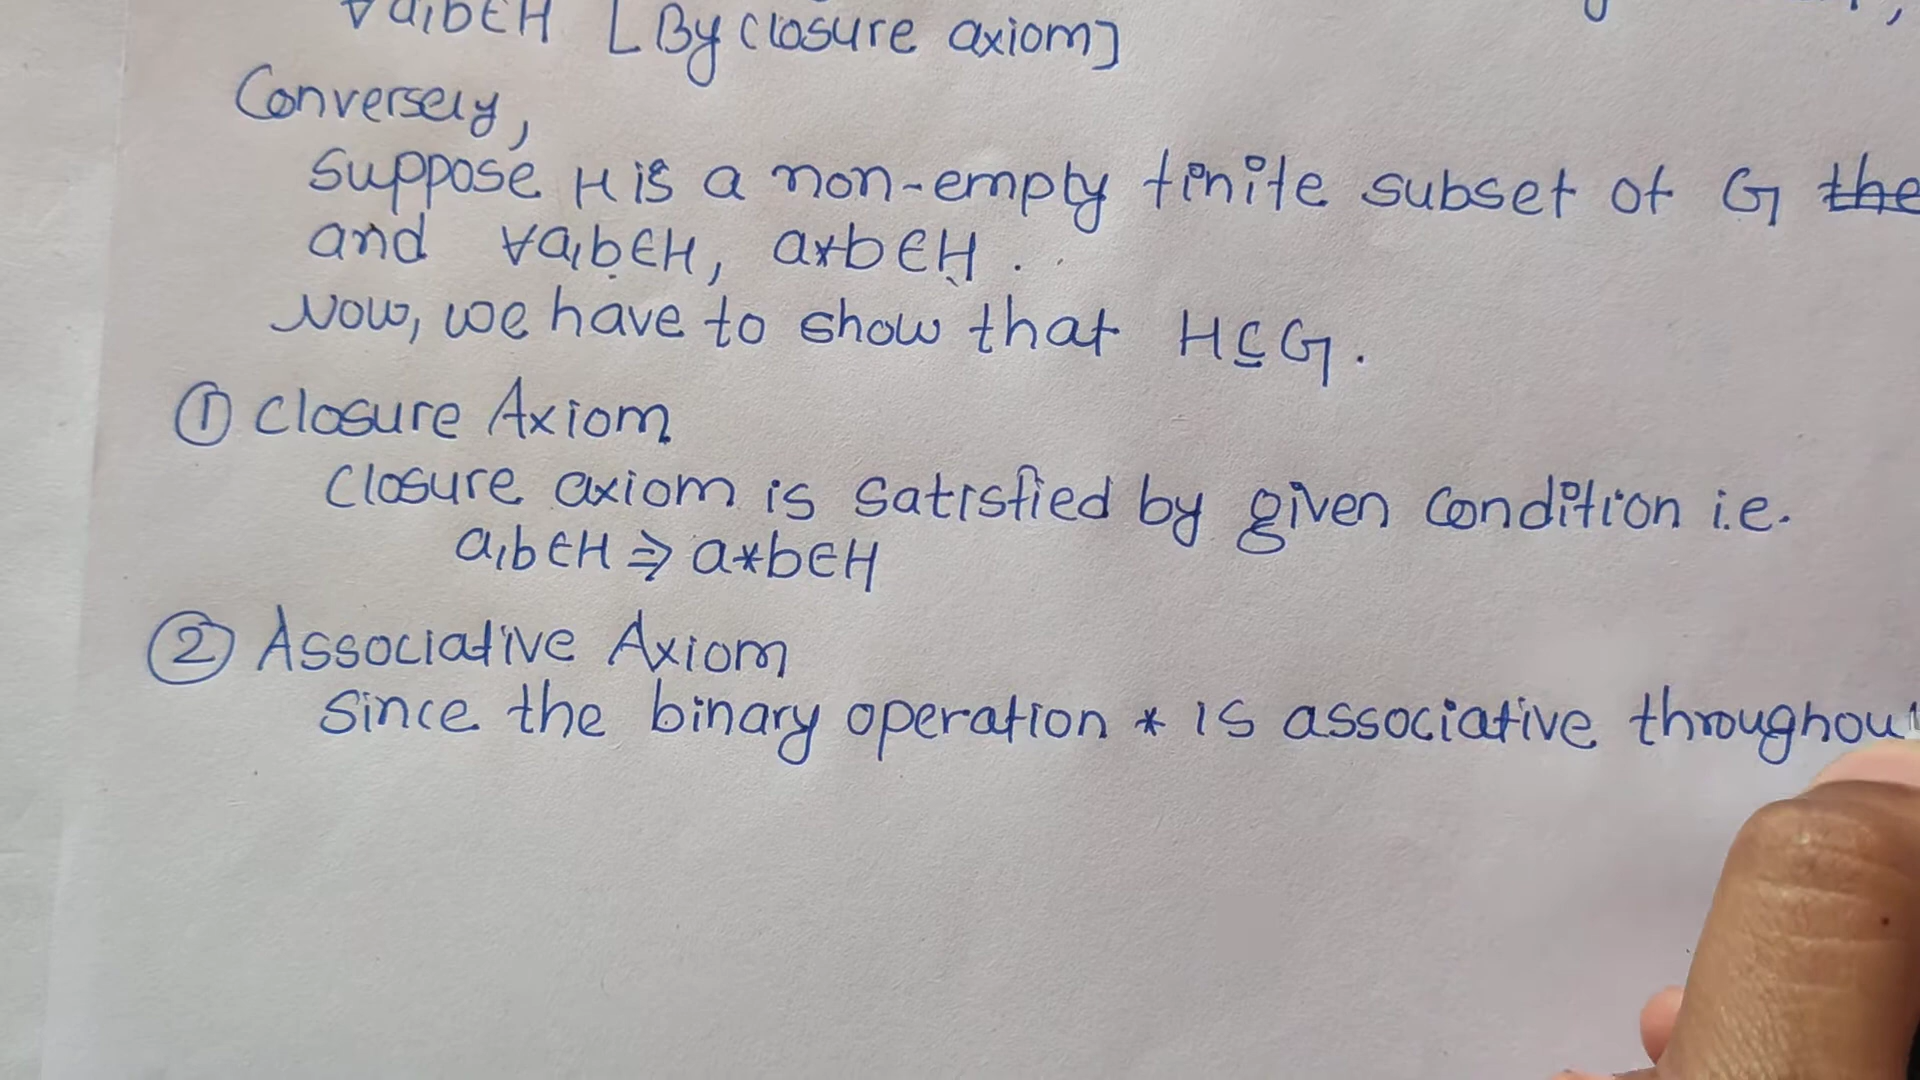 ∀a,b∈H [By closure axiom]
Conversely,
suppose H is a non-empty finite subset of G the
and ∀a,b∈H, a*b∈H.
Now, we have to show that H⊆G.
① Closure Axiom
Closure axiom is satisfied by given condition i.e.
a,b∈H ⇒ a*b∈H
② Associative Axiom
Since the binary operation * is associative throughou